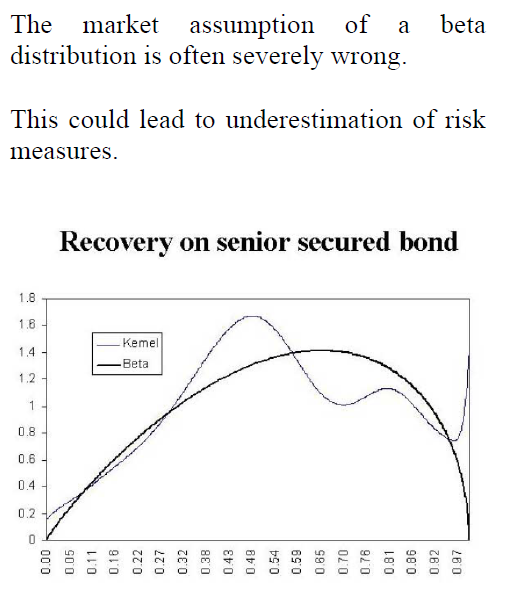 The market assumption of a beta
distribution is often severely wrong.
This could lead to underestimation of risk
measures.
Recovery on senior secured bond
1.8
1.6
1.4
1.2
1
0.8
0.6
0.4
0.2
0
Kernel
Beta
0.00 0.05 0.11 0.16 0.22 0.27 0.32 0.38 0.43 0.49 0.54 0.59 0.65 0.70 0.76 0.81 0.86 0.92 0.97